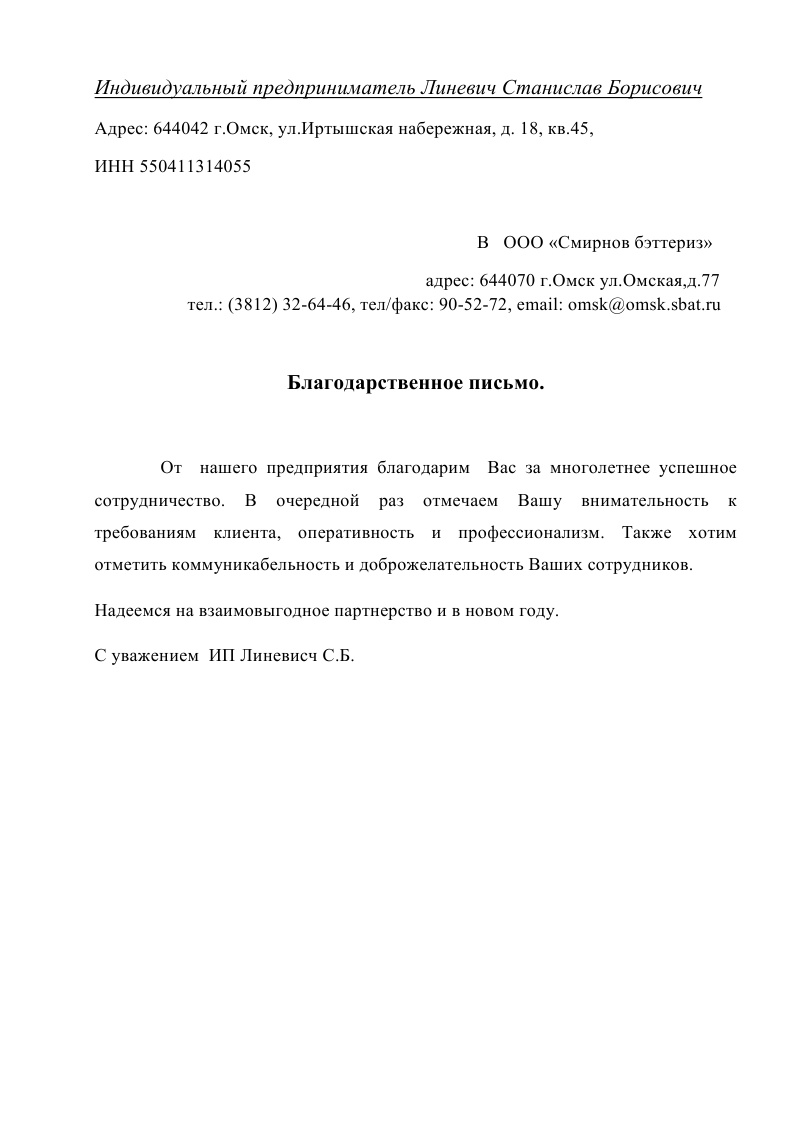 Индивидуальный предприниматель Линевич Станислав Борисович
Адрес: 644042 г.Омск, ул.Иртышская набережная, д. 18, кв.45,
ИНН 550411314055
В ООО «Смирнов бэттериз»
адрес: 644070 г.Омск ул.Омская,д.77
тел.: (3812) 32-64-46, тел/факс: 90-52-72, email: omsk@omsk.sbat.ru
Благодарственное письмо.
От нашего предприятия благодарим Вас за многолетнее успешное
сотрудничество. В очередной раз отмечаем Вашу внимательность к
требованиям клиента, оперативность и профессионализм. Также хотим
отметить коммуникабельность и доброжелательность Ваших сотрудников.
Надеемся на взаимовыгодное партнерство и в новом году.
С уважением ИП Линевисч С.Б.